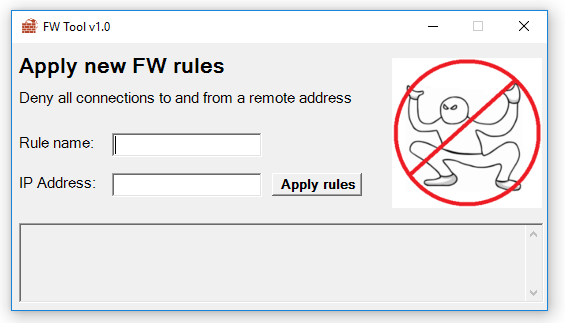 FW Tool v1.0
Apply new FW rules
Deny all connections to and from a remote address
Rule name:
IP Address:
Apply rules